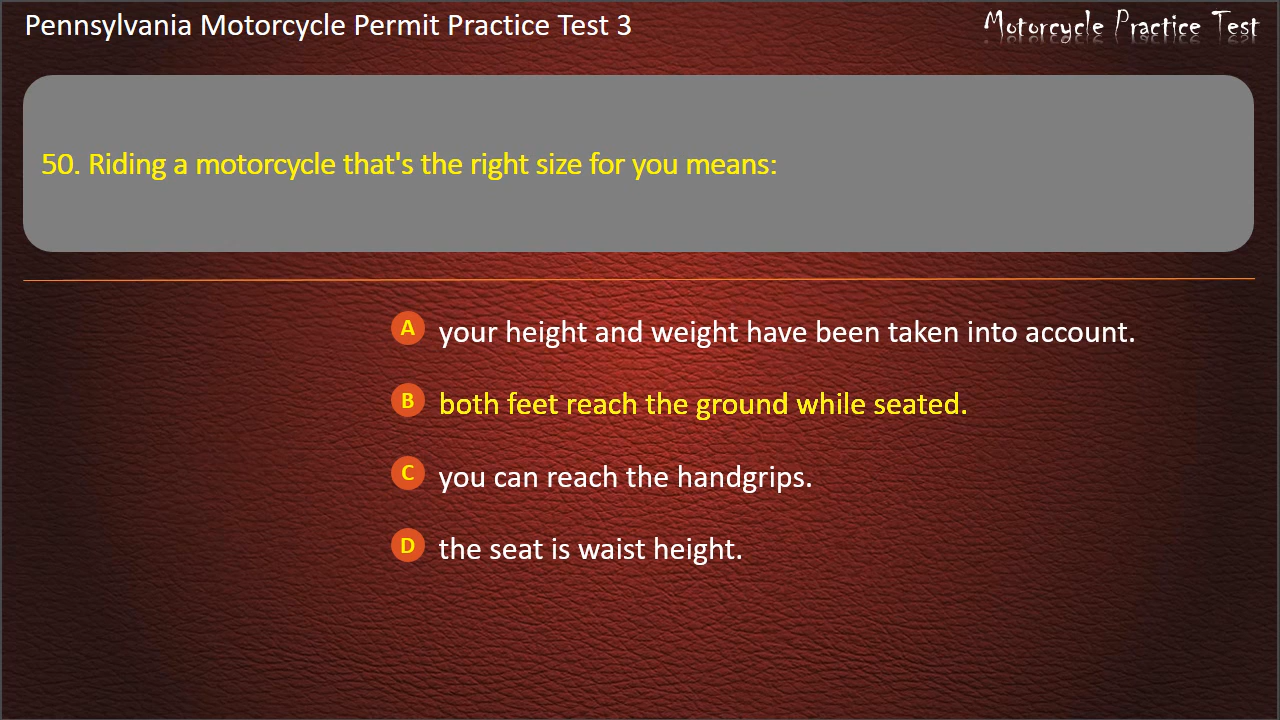 Pennsylvania Motorcycle Permit Practice Test 3
Motorcycle Practice Test
50. Riding a motorcycle that's the right size for you means:
A your height and weight have been taken into account.
B both feet reach the ground while seated.
C you can reach the handgrips.
D the seat is waist height.